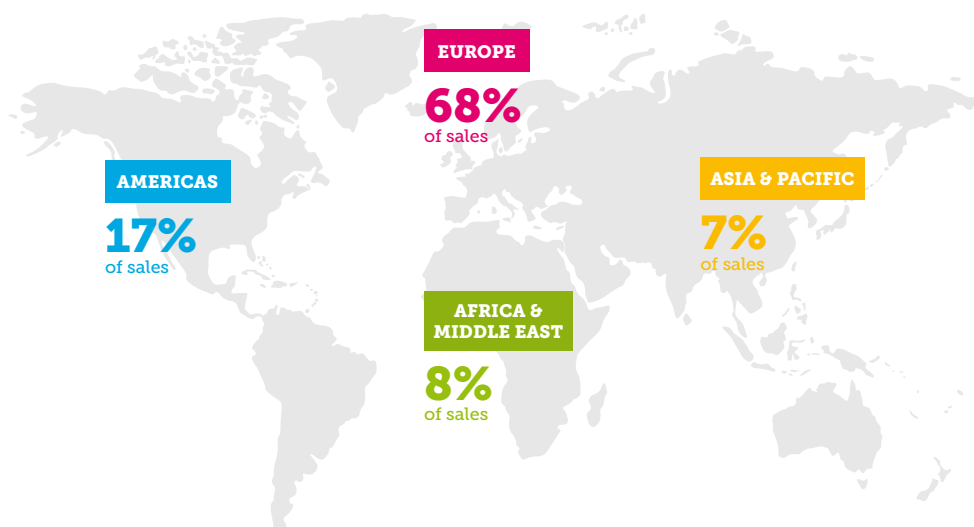 EUROPE
68%
of sales
AMERICAS
17%
of sales
ASIA & PACIFIC
7%
of sales
AFRICA &
MIDDLE EAST
8%
of sales